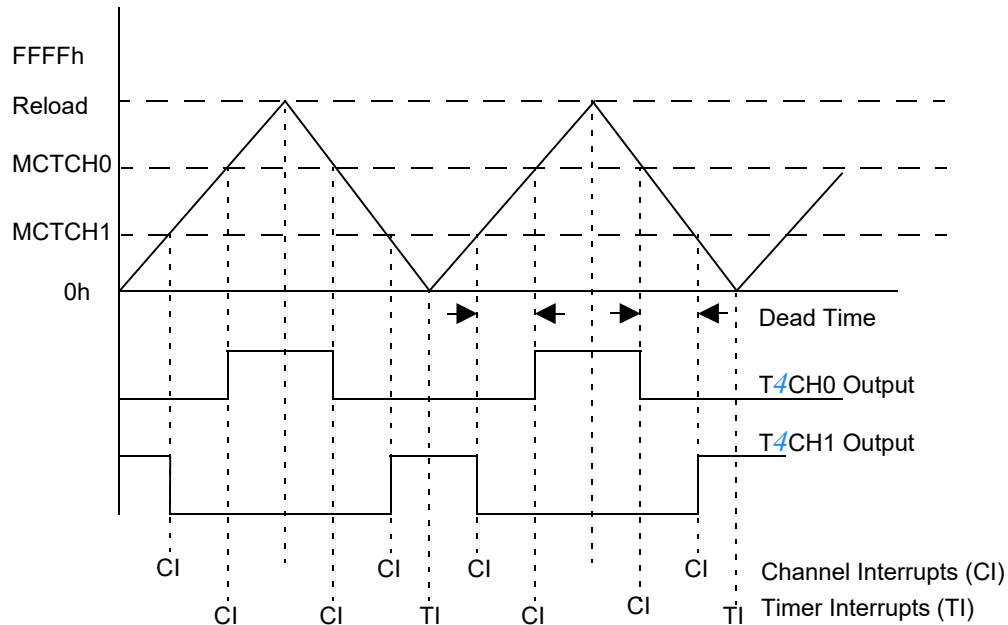 FFFFh
Reload
MCTCH0
MCTCH1
0h
Dead Time
T4CH0 Output
T4CH1 Output
CI CI CI CI
Channel Interrupts (CI)
CI CI TI CI CI TI
Timer Interrupts (TI)